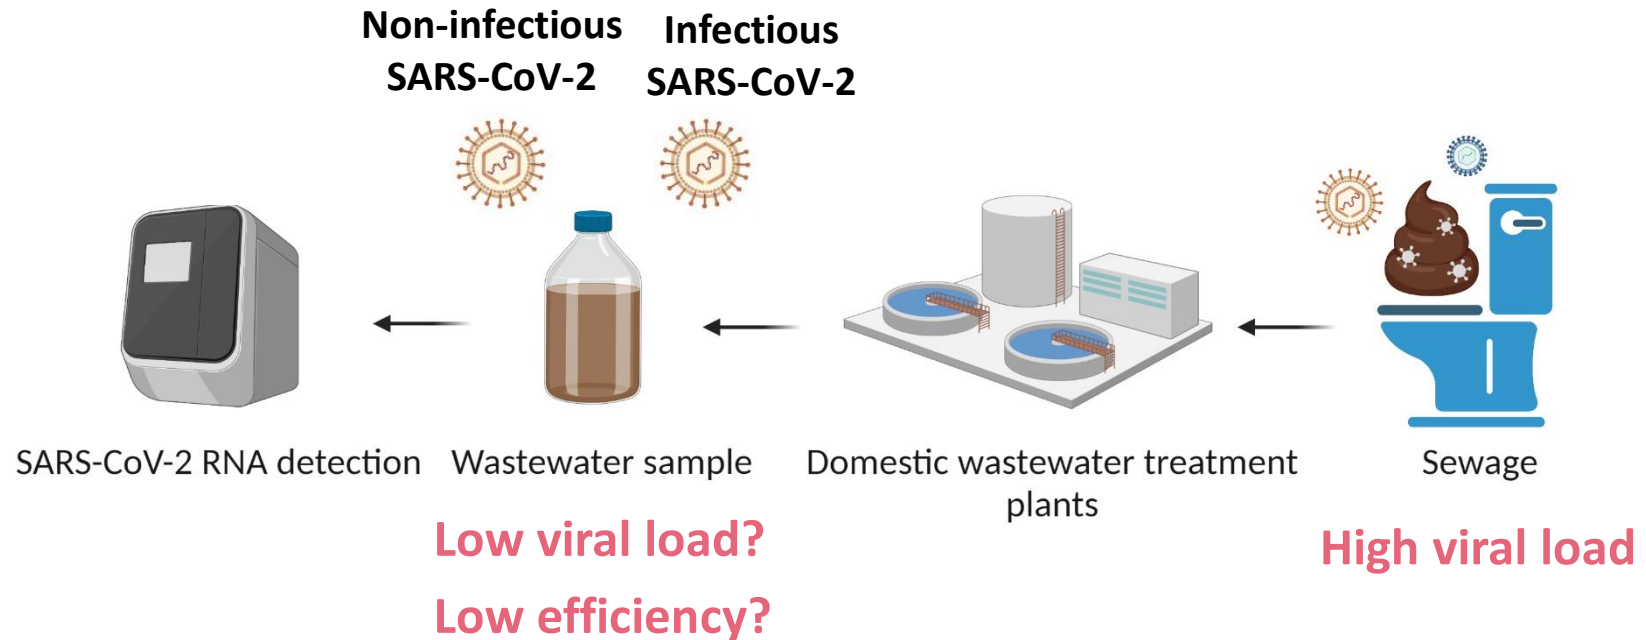 Non-infectious
SARS-CoV-2
Infectious
SARS-CoV-2
SARS-CoV-2 RNA detection
Wastewater sample
Domestic wastewater treatment
plants
Sewage
Low viral load?
Low efficiency?
High viral load